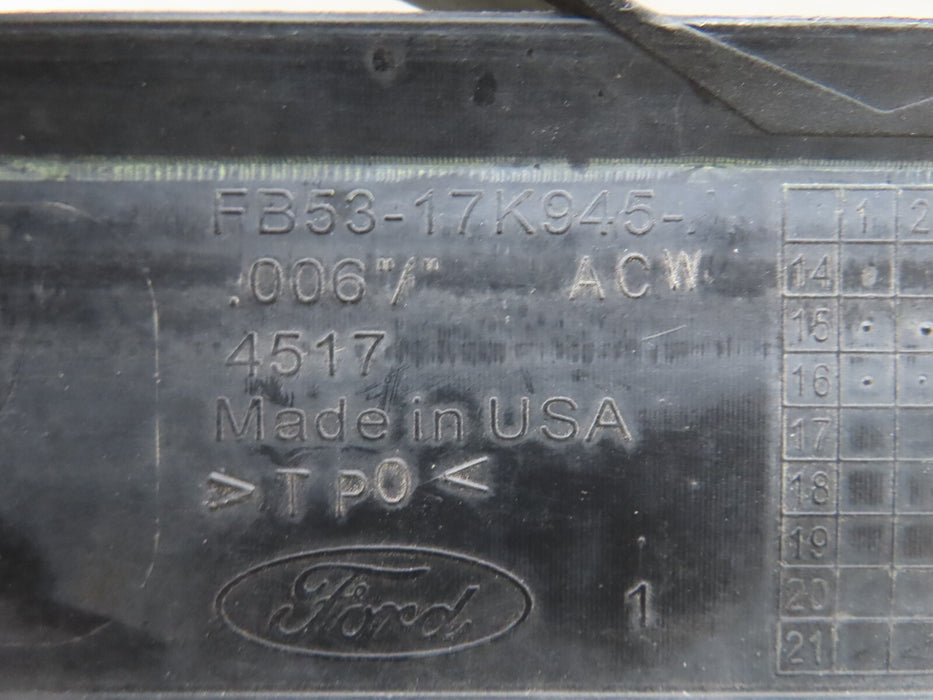 FB53-17K945-
.006"/" ACW
4517
Made in USA
>TPO<
Ford
1
1 2
14
15
16
17
18
19
20
21